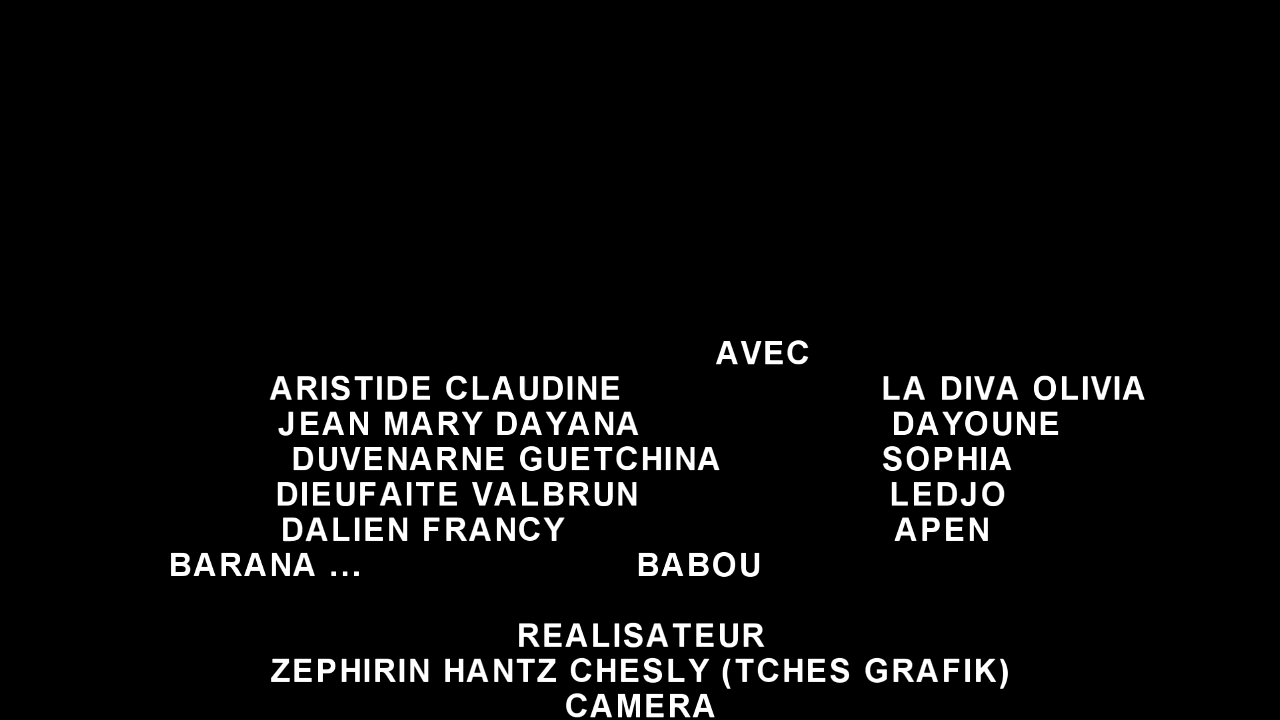 AVEC
ARISTIDE CLAUDINE LA DIVA OLIVIA
JEAN MARY DAYANA DAYOUNE
DUVENARNE GUETCHINA SOPHIA
DIEUFAITE VALBRUN LEDJO
DALIEN FRANCY APEN
BARANA ... BABOU
REALISATEUR
ZEPHIRIN HANTZ CHESLY (TCHES GRAFIK)
CAMERA